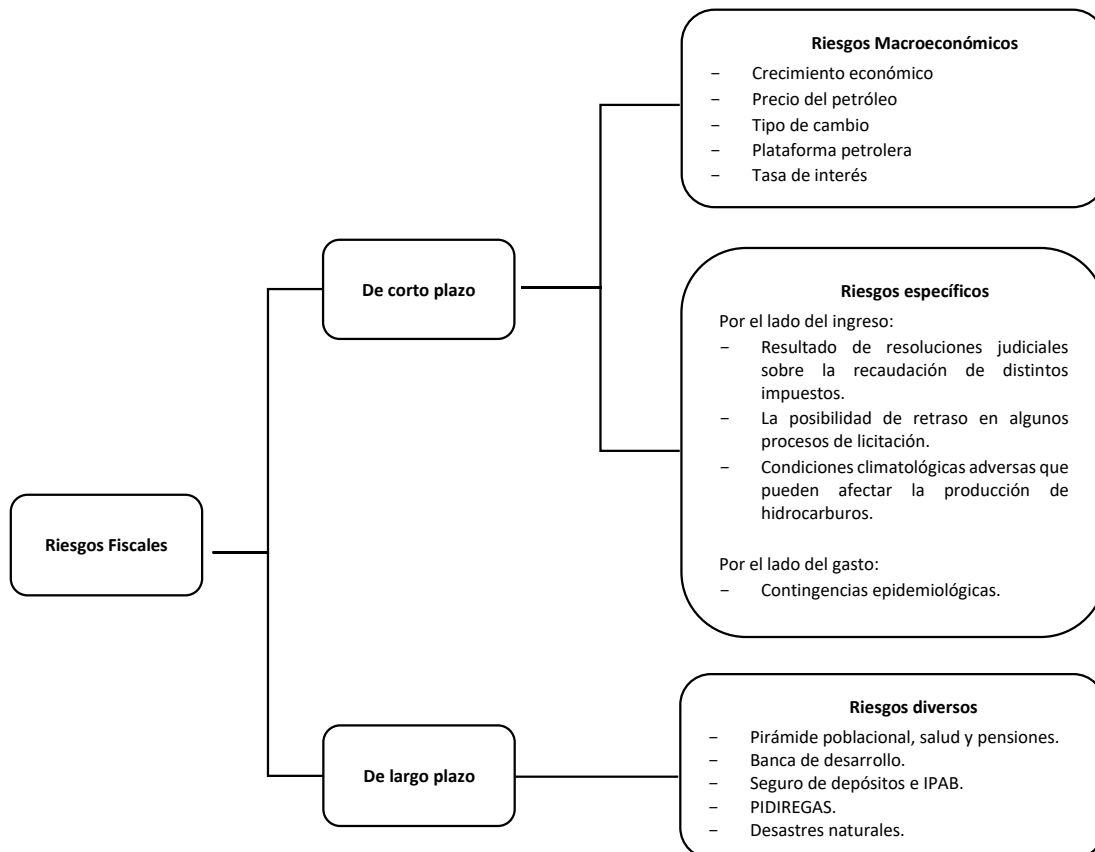 Riesgos Macroeconómicos
− Crecimiento económico
− Precio del petróleo
− Tipo de cambio
− Plataforma petrolera
− Tasa de interés
De corto plazo
Riesgos específicos
Por el lado del ingreso:
− Resultado de resoluciones judiciales
sobre la recaudación de distintos
impuestos.
− La posibilidad de retraso en algunos
procesos de licitación.
− Condiciones climatológicas adversas que
pueden afectar la producción de
hidrocarburos.
Por el lado del gasto:
− Contingencias epidemiológicas.
Riesgos Fiscales
De largo plazo
Riesgos diversos
− Pirámide poblacional, salud y pensiones.
− Banca de desarrollo.
− Seguro de depósitos e IPAB.
− PIDIREGAS.
− Desastres naturales.